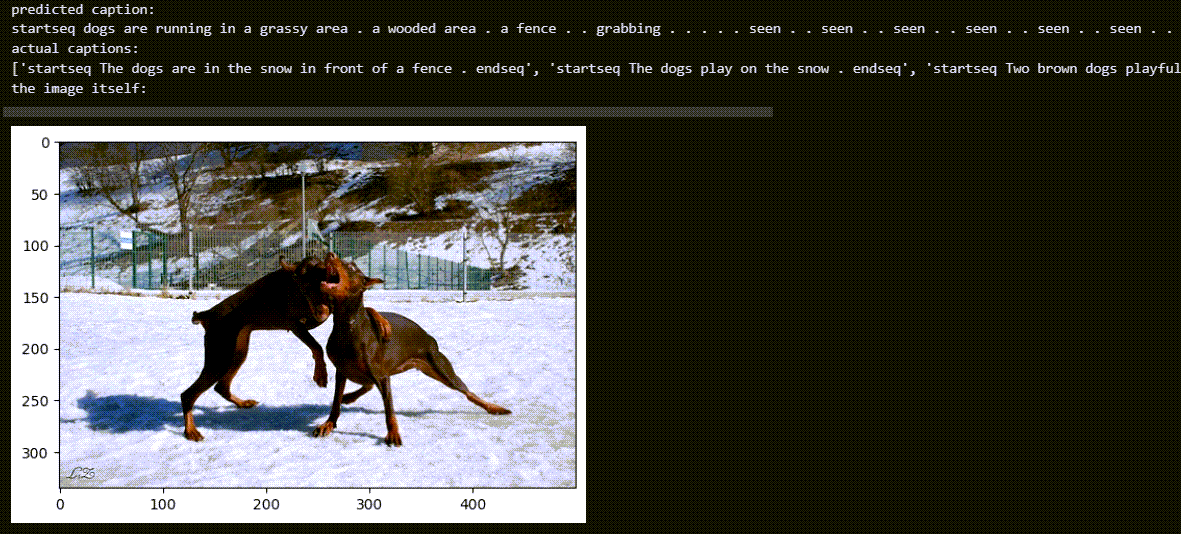 predicted caption:
startseq dogs are running in a grassy area . a wooded area . a fence . . grabbing . . . . . seen . . seen . . seen . . seen . . seen . . seen . .
actual captions:
['startseq The dogs are in the snow in front of a fence . endseq', 'startseq The dogs play on the snow . endseq', 'startseq Two brown dogs playful
the image itself:
0
50
100
150
200
250
300
0 100 200 300 400